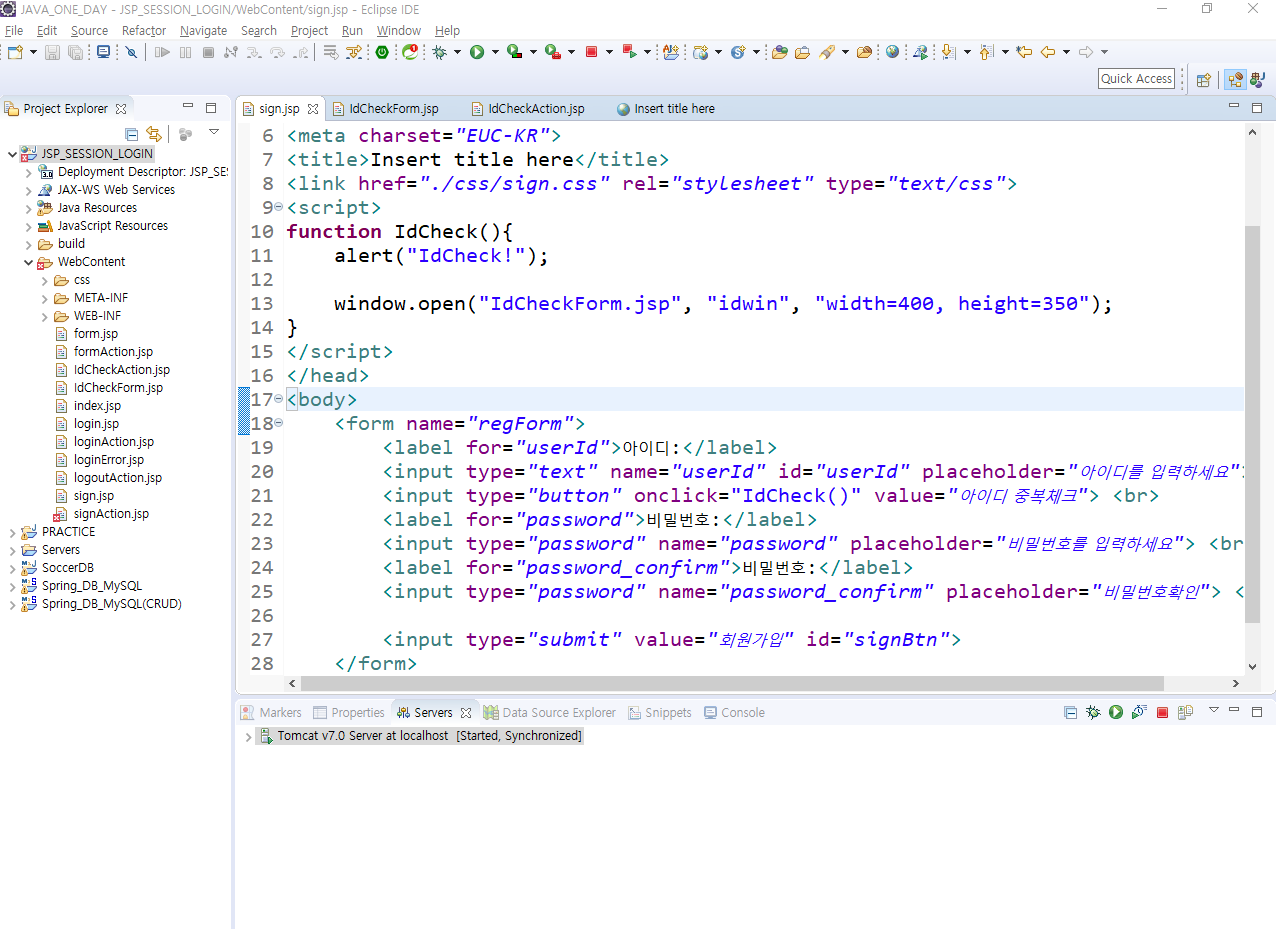 JAVA_ONE_DAY - JSP_SESSION_LOGIN/WebContent/sign.jsp - Eclipse IDE
File Edit Source Refactor Navigate Search Project Run Window Help
Quick Access
Project Explorer
JSP_SESSION_LOGIN
Deployment Descriptor: JSP_SES
JAX-WS Web Services
Java Resources
JavaScript Resources
build
WebContent
css
META-INF
WEB-INF
form.jsp
formAction.jsp
IdCheckAction.jsp
IdCheckForm.jsp
index.jsp
login.jsp
loginAction.jsp
loginError.jsp
logoutAction.jsp
sign.jsp
signAction.jsp
PRACTICE
Servers
SoccerDB
Spring_DB_MySQL
Spring_DB_MySQL(CRUD)
sign.jsp IdCheckForm.jsp IdCheckAction.jsp Insert title here
6 <meta charset="EUC-KR">
7 <title>Insert title here</title>
8 <link href="./css/sign.css" rel="stylesheet" type="text/css">
9 <script>
10 function IdCheck(){
11 alert("IdCheck!");
12
13 window.open("IdCheckForm.jsp", "idwin", "width=400, height=350");
14 }
15 </script>
16 </head>
17 <body>
18 <form name="regForm">
19 <label for="userId">아이디:</label>
20 <input type="text" name="userId" id="userId" placeholder="아이디를 입력하세요">
21 <input type="button" onclick="IdCheck()" value="아이디 중복체크"> <br>
22 <label for="password">비밀번호:</label>
23 <input type="password" name="password" placeholder="비밀번호를 입력하세요"> <br
24 <label for="password_confirm">비밀번호:</label>
25 <input type="password" name="password_confirm" placeholder="비밀번호확인"> <
26
27 <input type="submit" value="회원가입" id="signBtn">
28 </form>
Markers Properties Servers Data Source Explorer Snippets Console
Tomcat v7.0 Server at localhost [Started, Synchronized]